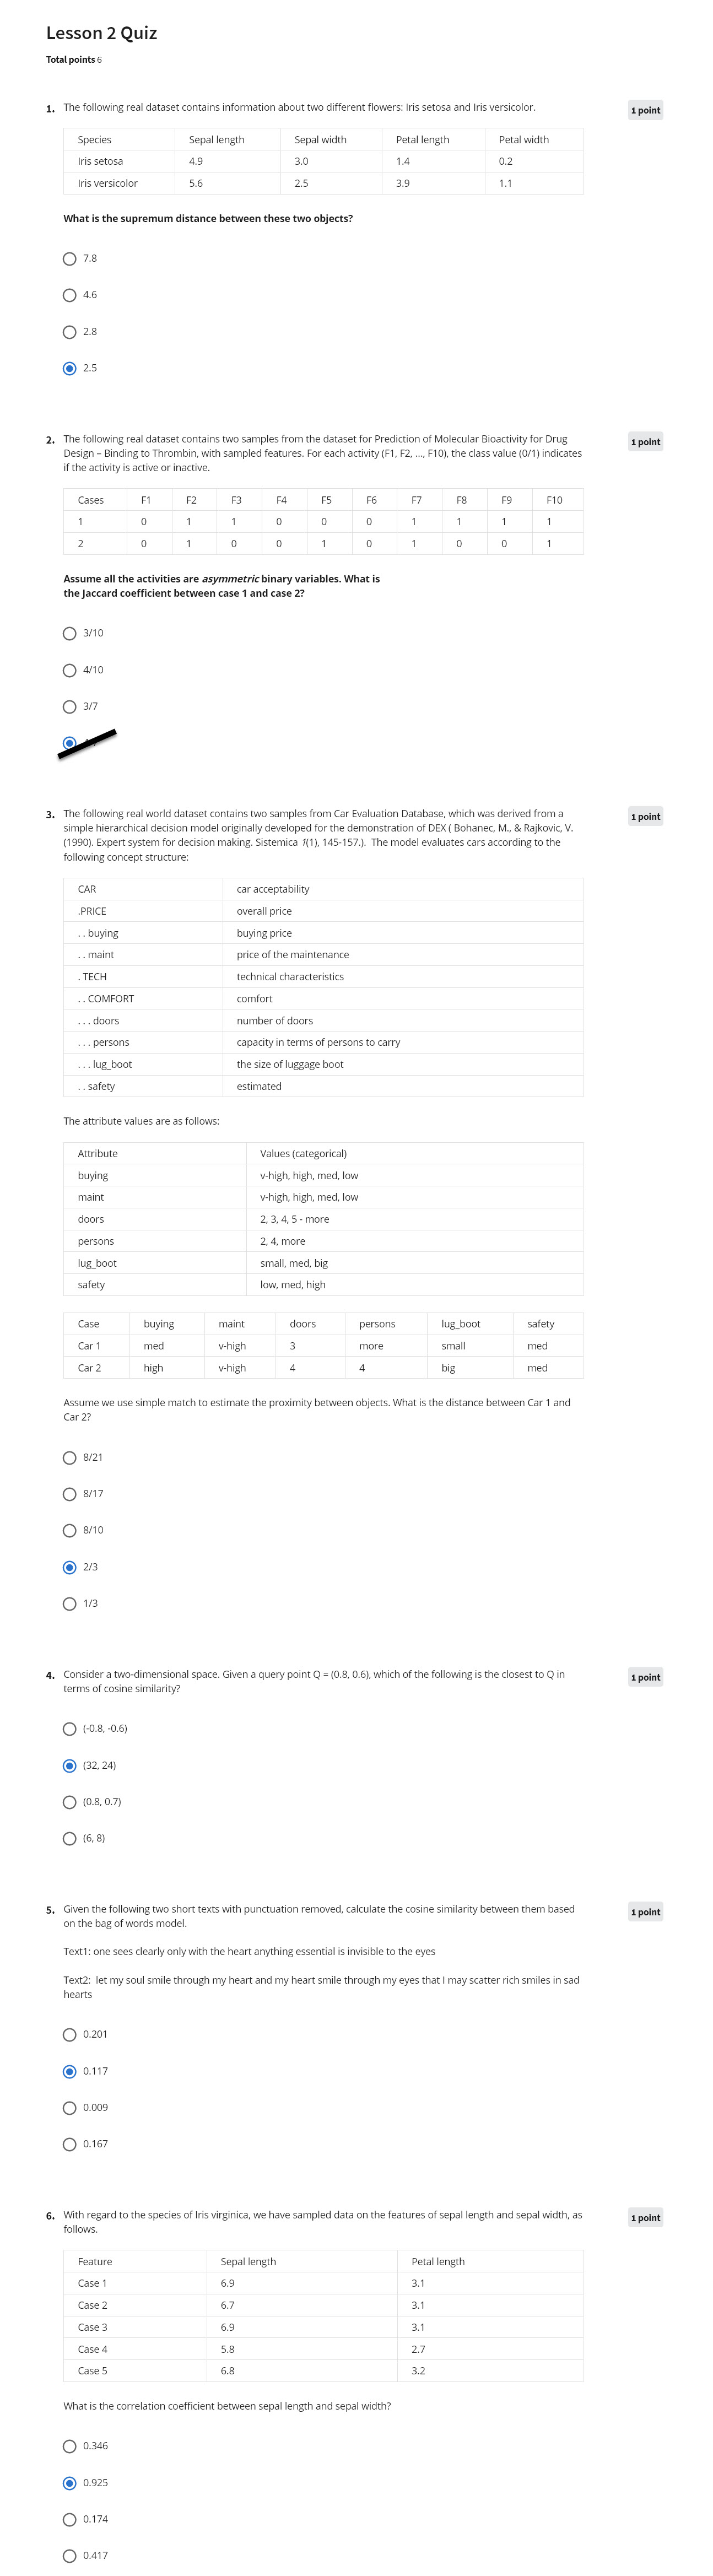 Lesson 2 Quiz
Total points 6
1. The following real dataset contains information about two different flowers: Iris setosa and Iris versicolor. 1 point
Species Sepal length Sepal width Petal length Petal width
Iris setosa 4.9 3.0 1.4 0.2
Iris versicolor 5.6 2.5 3.9 1.1
What is the supremum distance between these two objects?
7.8
4.6
2.8
2.5
2. The following real dataset contains two samples from the dataset for Prediction of Molecular Bioactivity for Drug 1 point
Design – Binding to Thrombin, with sampled features. For each activity (F1, F2, ..., F10), the class value (0/1) indicates
if the activity is active or inactive.
Cases F1 F2 F3 F4 F5 F6 F7 F8 F9 F10
1 0 1 1 0 0 0 1 1 1 1
2 0 1 0 0 1 0 1 0 0 1
Assume all the activities are asymmetric binary variables. What is
the Jaccard coefficient between case 1 and case 2?
3/10
4/10
3/7
3. The following real world dataset contains two samples from Car Evaluation Database, which was derived from a 1 point
simple hierarchical decision model originally developed for the demonstration of DEX ( Bohanec, M., & Rajkovic, V.
(1990). Expert system for decision making. Sistemica 1(1), 145-157.). The model evaluates cars according to the
following concept structure:
CAR car acceptability
.PRICE overall price
. . buying buying price
. . maint price of the maintenance
. TECH technical characteristics
. . COMFORT comfort
. . . doors number of doors
. . . persons capacity in terms of persons to carry
. . . lug_boot the size of luggage boot
. . safety estimated
The attribute values are as follows:
Attribute Values (categorical)
buying v-high, high, med, low
maint v-high, high, med, low
doors 2, 3, 4, 5 - more
persons 2, 4, more
lug_boot small, med, big
safety low, med, high
Case buying maint doors persons lug_boot safety
Car 1 med v-high 3 more small med
Car 2 high v-high 4 4 big med
Assume we use simple match to estimate the proximity between objects. What is the distance between Car 1 and
Car 2?
8/21
8/17
8/10
2/3
1/3
4. Consider a two-dimensional space. Given a query point Q = (0.8, 0.6), which of the following is the closest to Q in 1 point
terms of cosine similarity?
(-0.8, -0.6)
(32, 24)
(0.8, 0.7)
(6, 8)
5. Given the following two short texts with punctuation removed, calculate the cosine similarity between them based 1 point
on the bag of words model.
Text1: one sees clearly only with the heart anything essential is invisible to the eyes
Text2: let my soul smile through my heart and my heart smile through my eyes that I may scatter rich smiles in sad
hearts
0.201
0.117
0.009
0.167
6. With regard to the species of Iris virginica, we have sampled data on the features of sepal length and sepal width, as 1 point
follows.
Feature Sepal length Petal length
Case 1 6.9 3.1
Case 2 6.7 3.1
Case 3 6.9 3.1
Case 4 5.8 2.7
Case 5 6.8 3.2
What is the correlation coefficient between sepal length and sepal width?
0.346
0.925
0.174
0.417